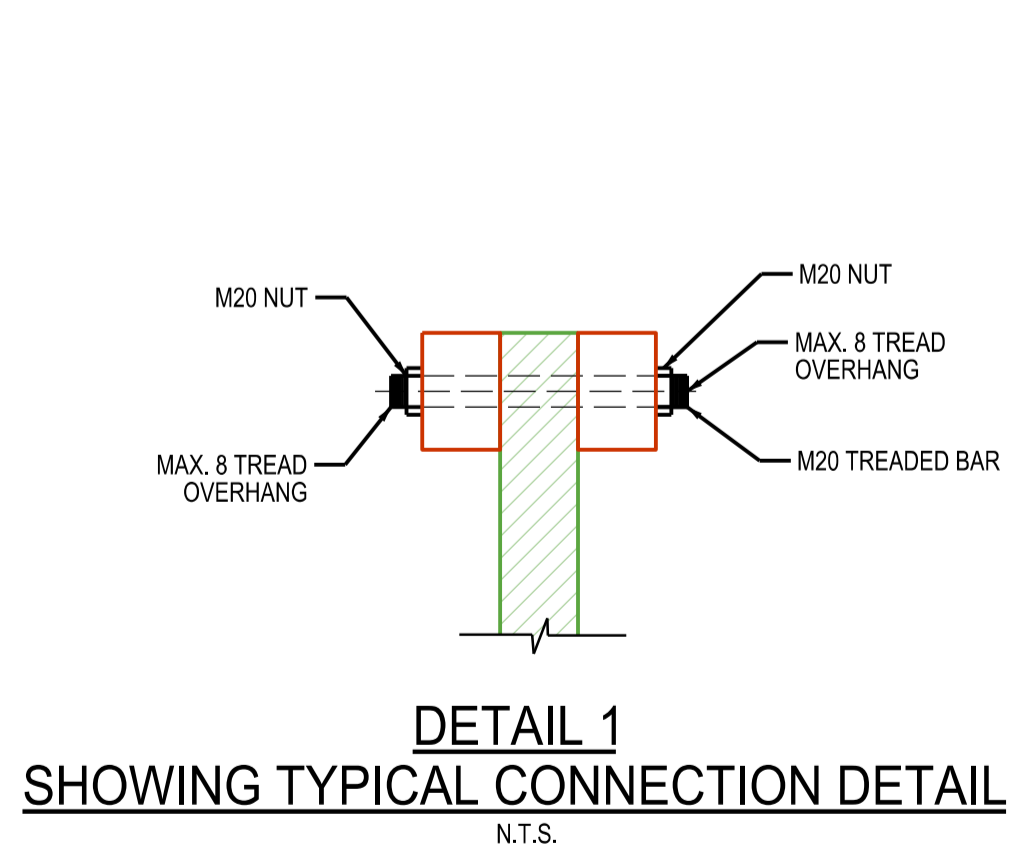 M20 NUT
M20 NUT
MAX. 8 TREAD
OVERHANG
MAX. 8 TREAD
OVERHANG
M20 TREADED BAR
DETAIL 1
SHOWING TYPICAL CONNECTION DETAIL
N.T.S.